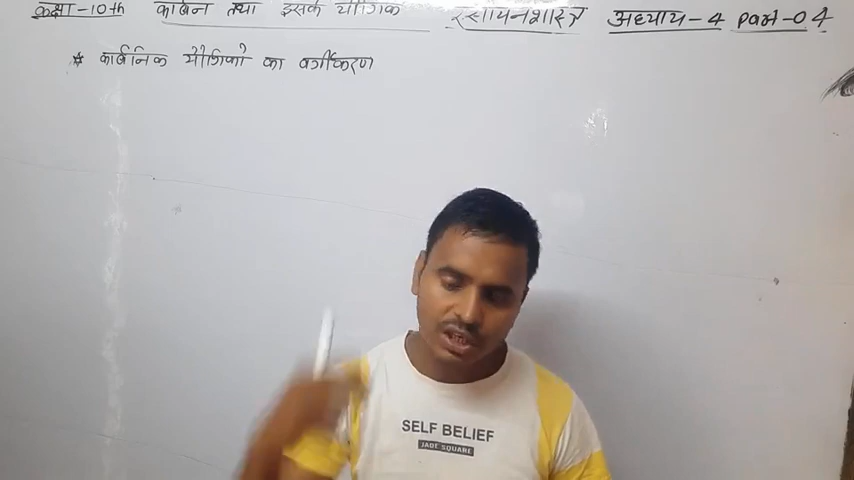 कक्षा-10th कार्बन तथा इसके यौगिक रसायनशास्त्र अध्याय-4 Part-04
* कार्बनिक यौगिको का वर्गीकरण
SELF BELIEF
JADE SQUARE